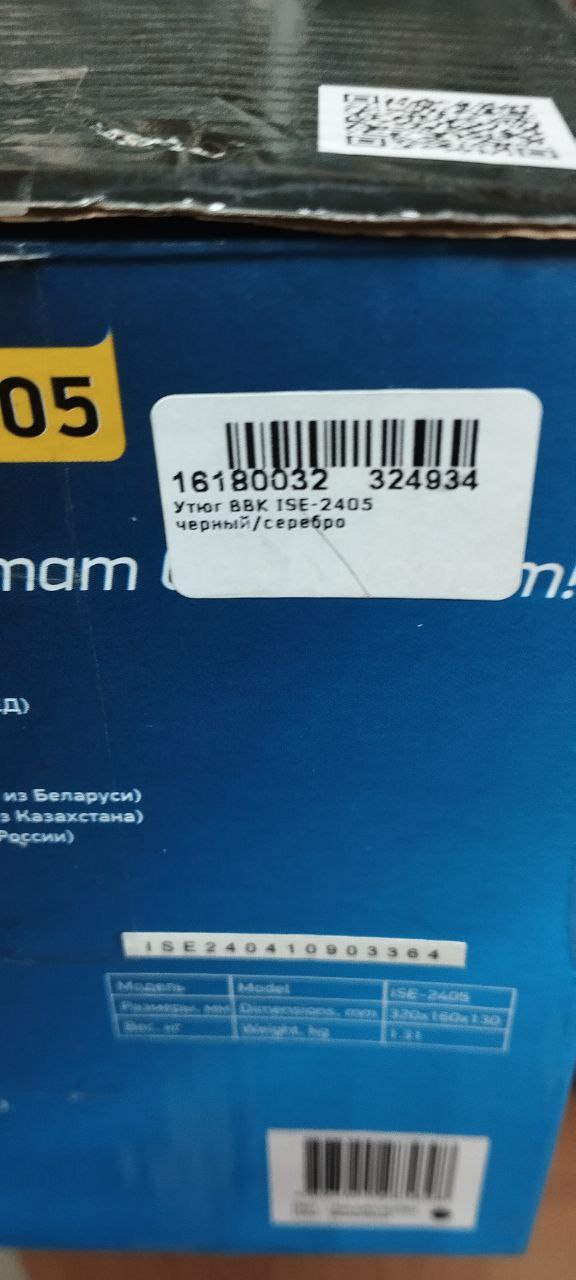 05
16180032 324934
Утюг BBK ISE-2405
черный/серебро
из Беларуси)
Казахстана)
России)
ISE240410903364
Модель Model ISE-2405
Размеры, мм Dimensions, mm 320x160x130
Вес, кг Weight, kg 1.31